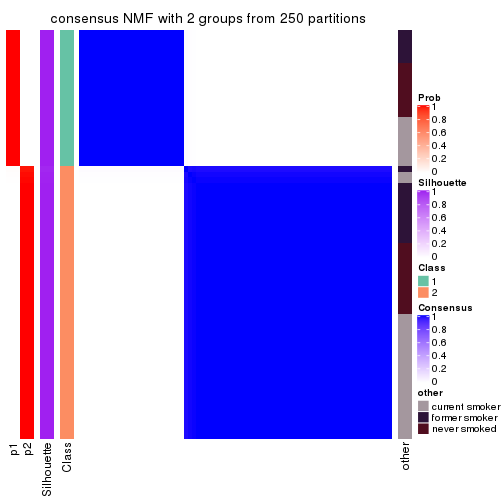 consensus NMF with 2 groups from 250 partitions
Prob
1
0.8
0.6
0.4
0.2
0
Silhouette
1
0.8
0.6
0.4
0.2
0
Class
1
2
Consensus
1
0.8
0.6
0.4
0.2
0
other
current smoker
former smoker
never smoked
p1
p2
Silhouette
Class
other